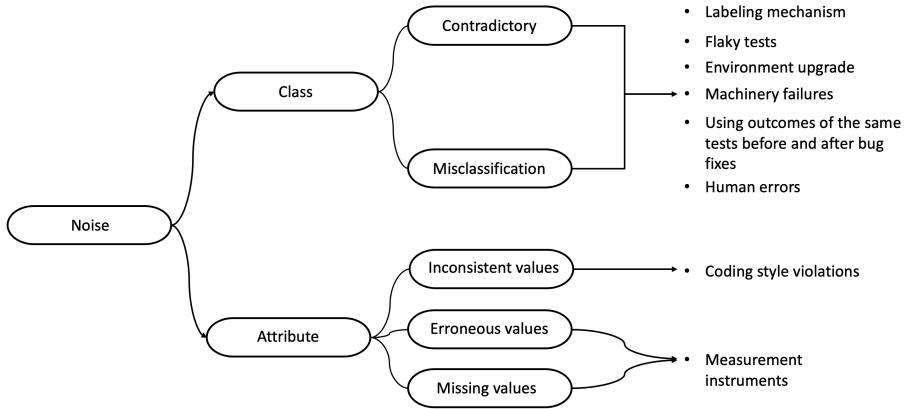 Noise
Class
Contradictory
Misclassification
• Labeling mechanism
• Flaky tests
• Environment upgrade
• Machinery failures
• Using outcomes of the same
tests before and after bug
fixes
• Human errors
Attribute
Inconsistent values
• Coding style violations
Erroneous values
Missing values
• Measurement
instruments